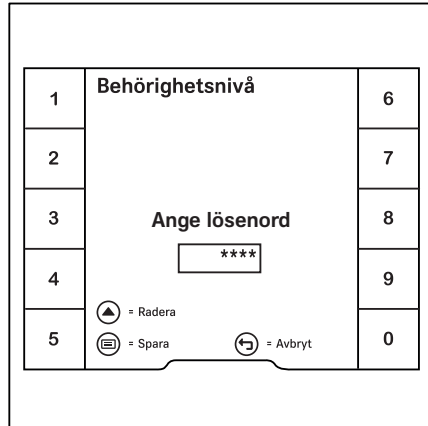 Behörighetsnivå
1
2
3
4
5
6
7
8
9
0
Ange lösenord
****
= Radera
= Spara
= Avbryt